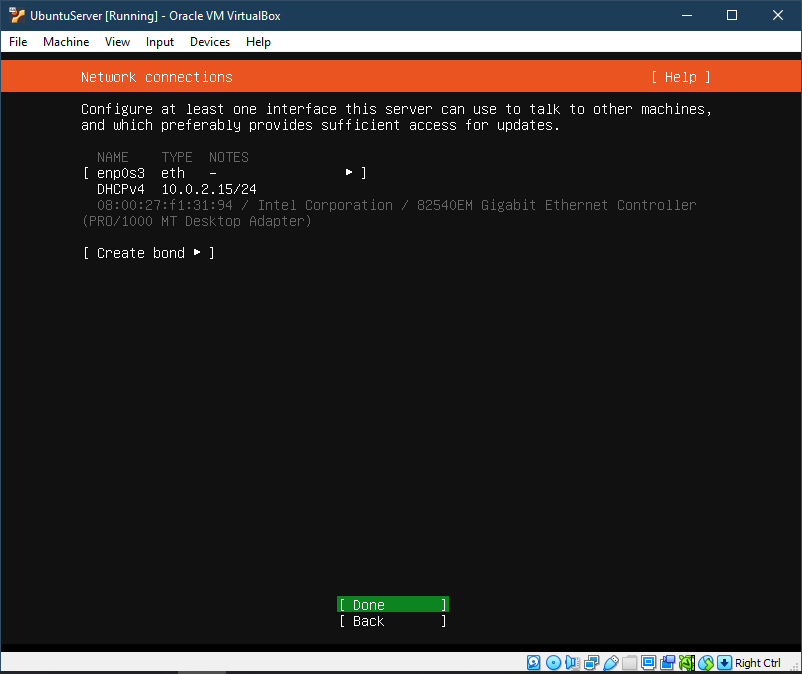 UbuntuServer [Running] - Oracle VM VirtualBox
File Machine View Input Devices Help
Network connections [ Help ]
Configure at least one interface this server can use to talk to other machines,
and which preferably provides sufficient access for updates.
NAME TYPE NOTES
[ enp0s3 eth - ▸ ]
DHCPv4 10.0.2.15/24
08:00:27:f1:31:94 / Intel Corporation / 82540EM Gigabit Ethernet Controller
(PRO/1000 MT Desktop Adapter)
[ Create bond ▸ ]
[ Done ]
[ Back ]
Right Ctrl